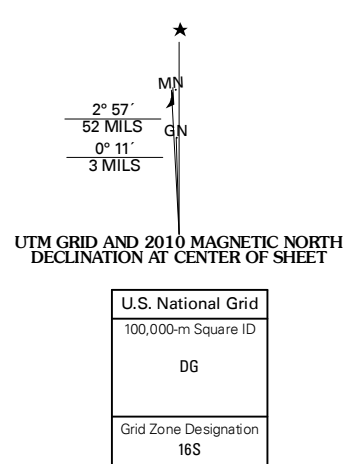 MN
2° 57´
52 MILS
GN
0° 11´
3 MILS
UTM GRID AND 2010 MAGNETIC NORTH
DECLINATION AT CENTER OF SHEET
U.S. National Grid
100,000-m Square ID
DG
Grid Zone Designation
16S